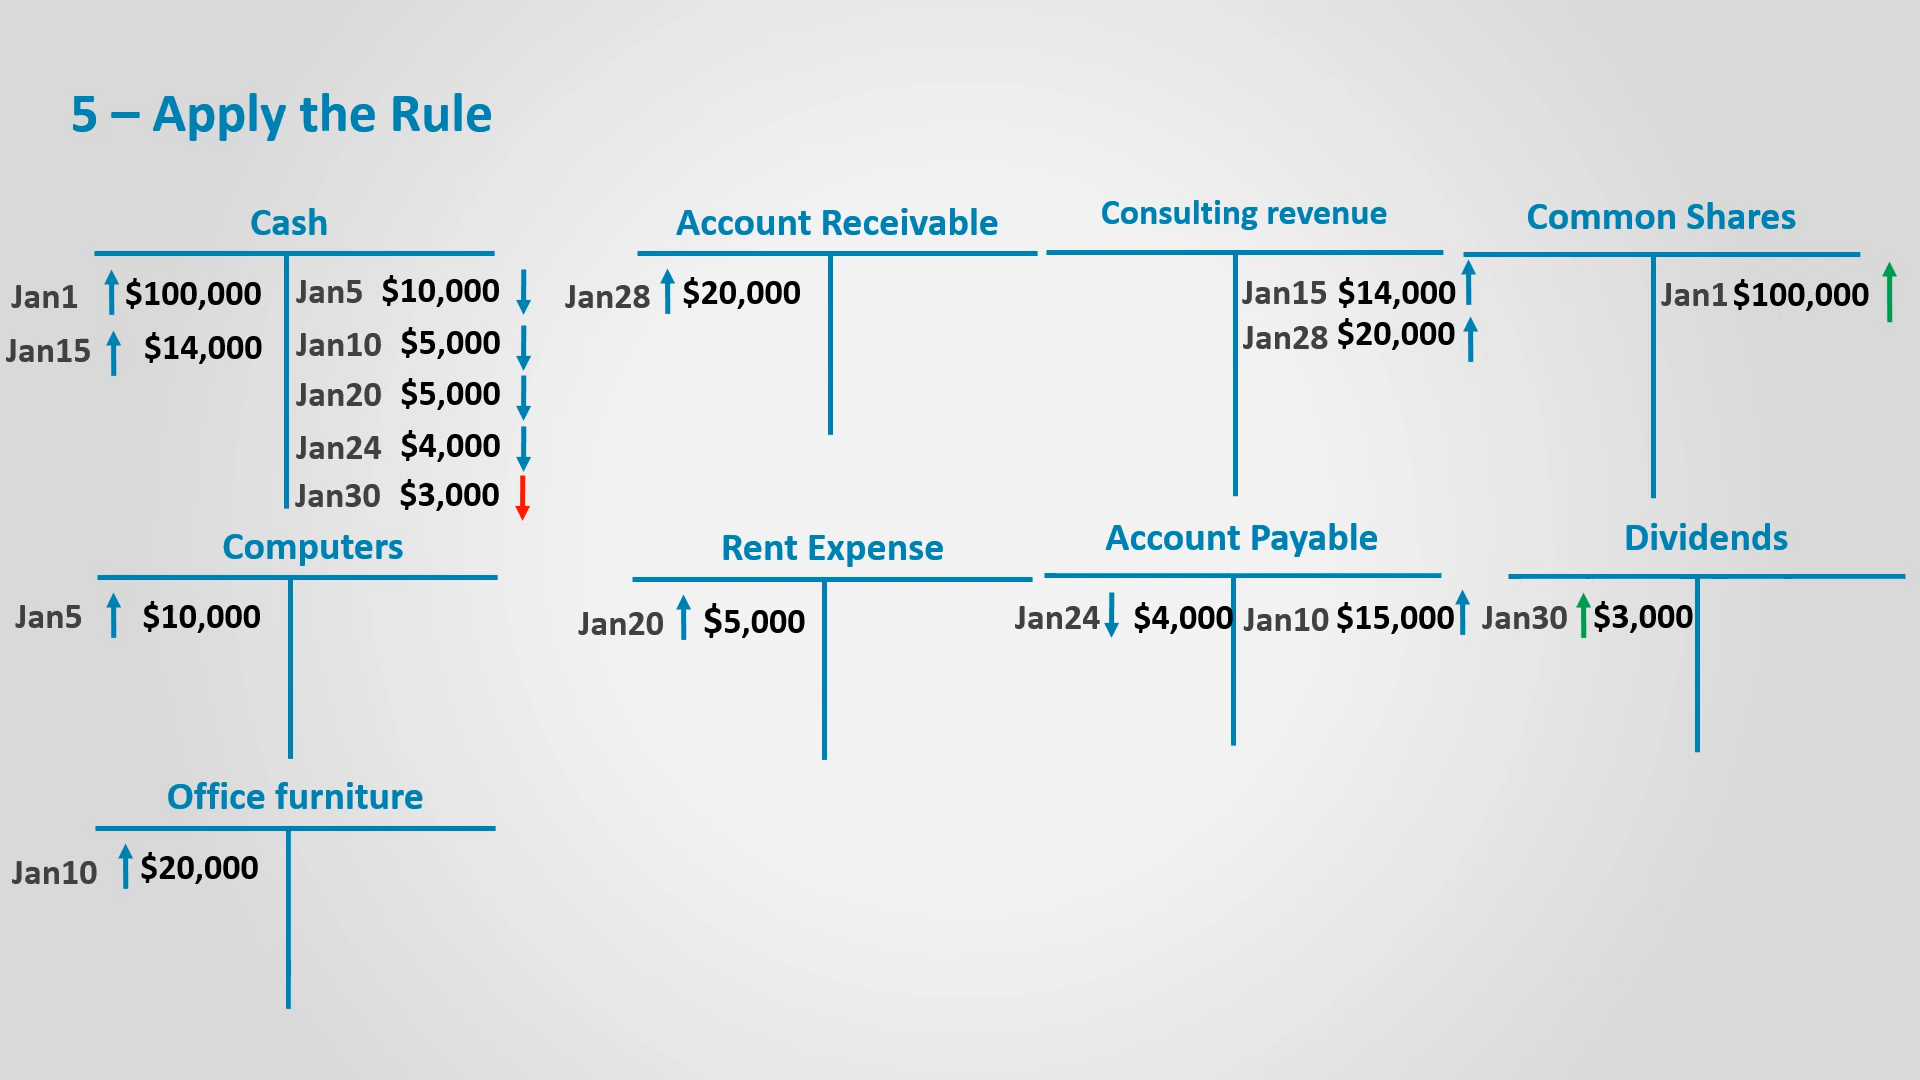 5 – Apply the Rule
Cash
Jan1 $100,000 Jan5 $10,000
Jan15 $14,000 Jan10 $5,000
Jan20 $5,000
Jan24 $4,000
Jan30 $3,000
Account Receivable
Jan28 $20,000
Consulting revenue
Jan15 $14,000
Jan28 $20,000
Common Shares
Jan1 $100,000
Computers
Jan5 $10,000
Rent Expense
Jan20 $5,000
Account Payable
Jan24 $4,000 Jan10 $15,000
Dividends
Jan30 $3,000
Office furniture
Jan10 $20,000